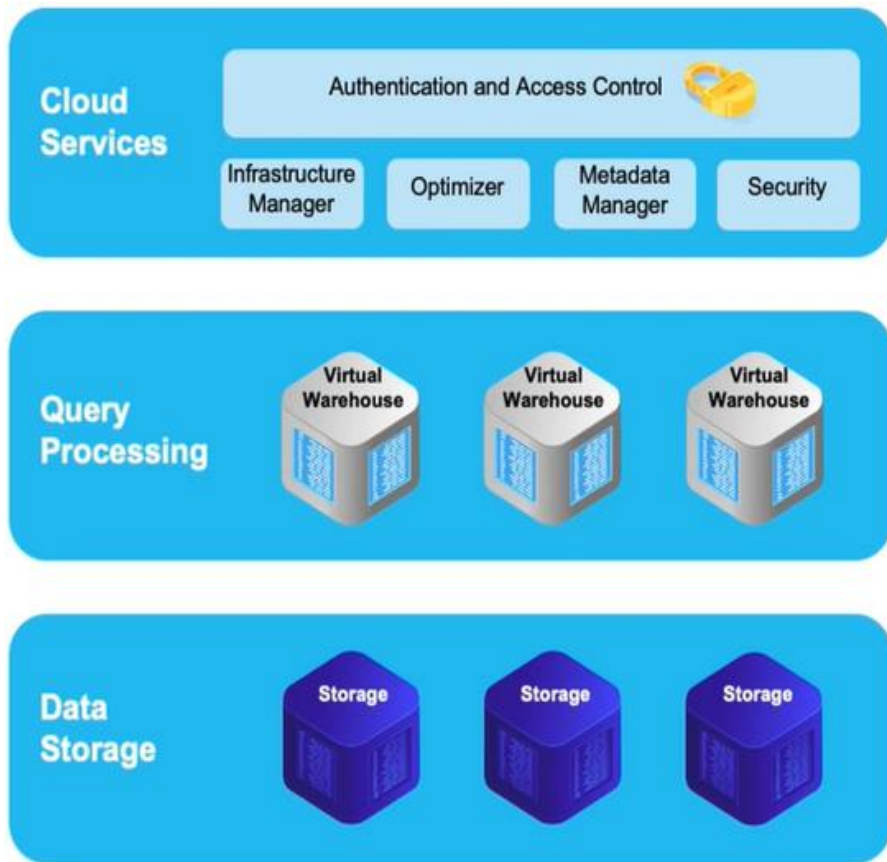 Cloud
Services
Authentication and Access Control
Infrastructure
Manager
Optimizer
Metadata
Manager
Security
Query
Processing
Virtual
Warehouse
Virtual
Warehouse
Virtual
Warehouse
Data
Storage
Storage
Storage
Storage